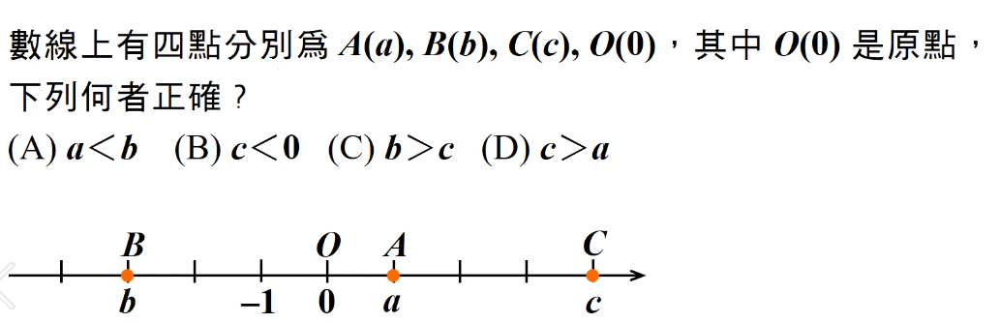 數線上有四點分別為 A(a), B(b), C(c), O(0)，其中 O(0) 是原點，
下列何者正確？
(A) a＜b (B) c＜0 (C) b＞c (D) c＞a
B O A C
b −1 0 a c